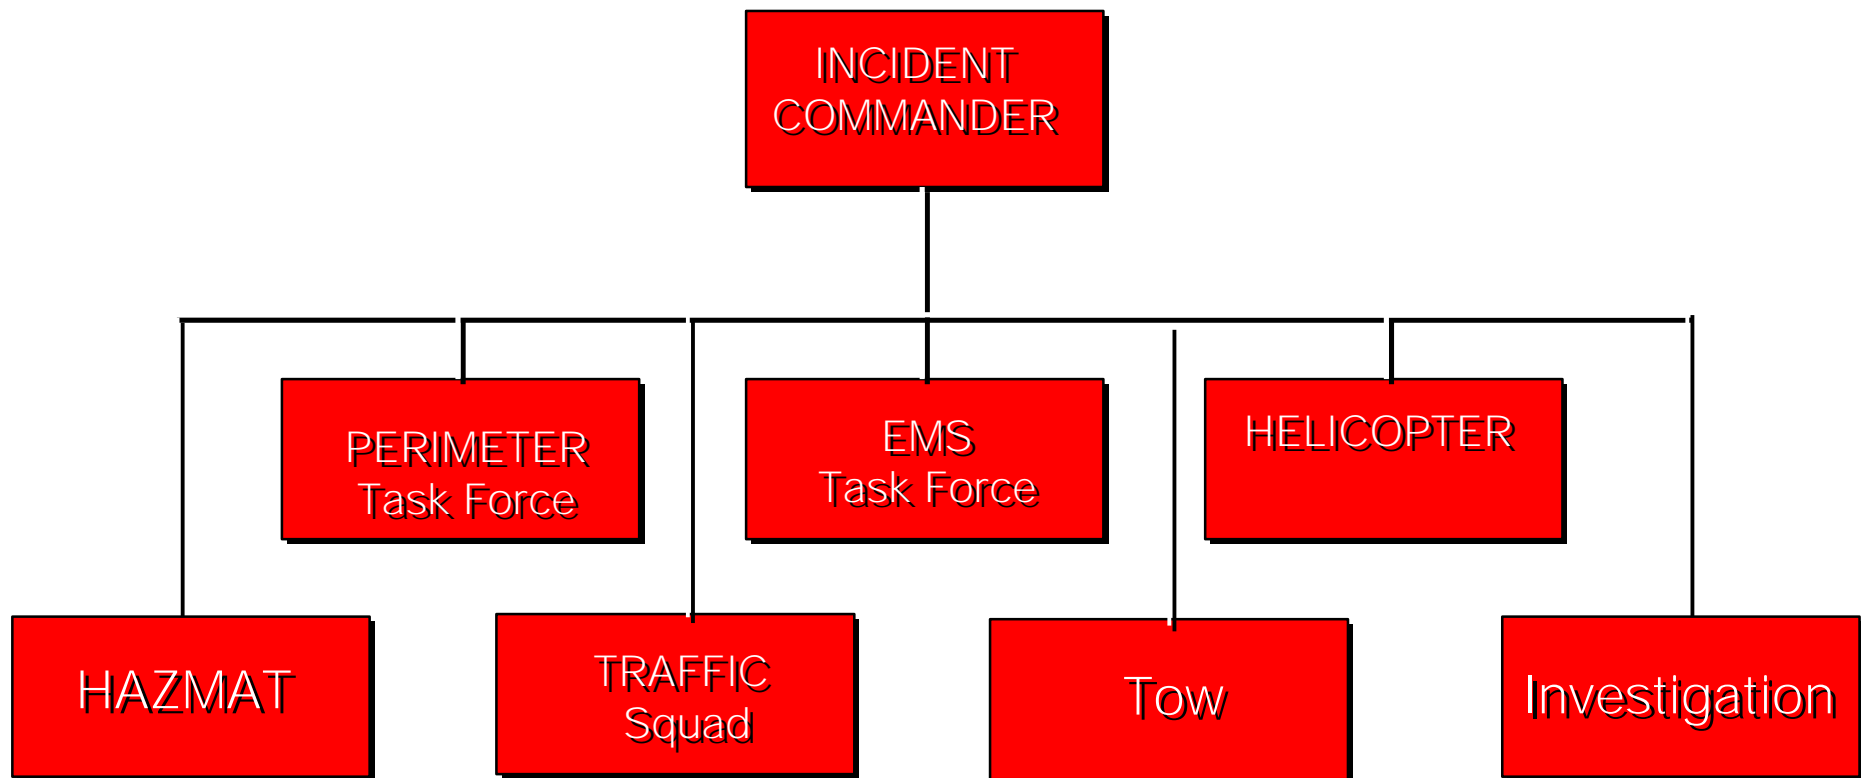 INCIDENT
COMMANDER
PERIMETER
Task Force
EMS
Task Force
HELICOPTER
HAZMAT
TRAFFIC
Squad
Tow
Investigation